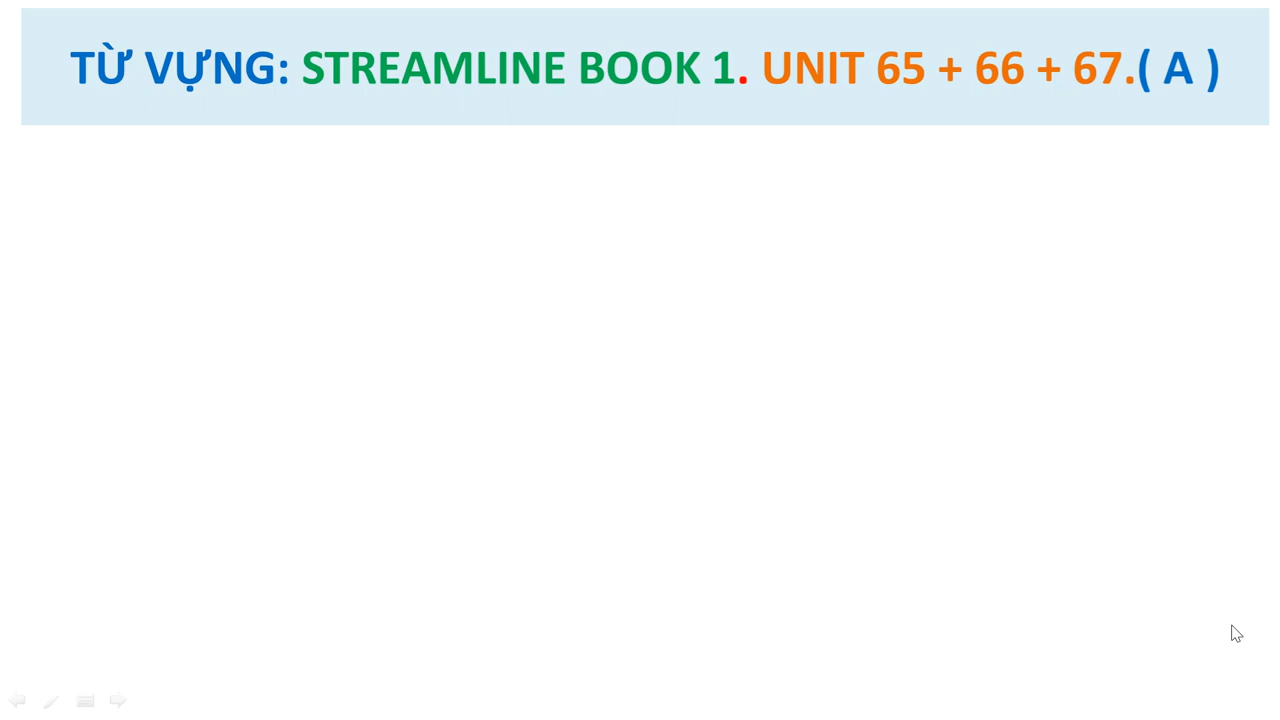 TỪ VỰNG: STREAMLINE BOOK 1. UNIT 65 + 66 + 67.( A )